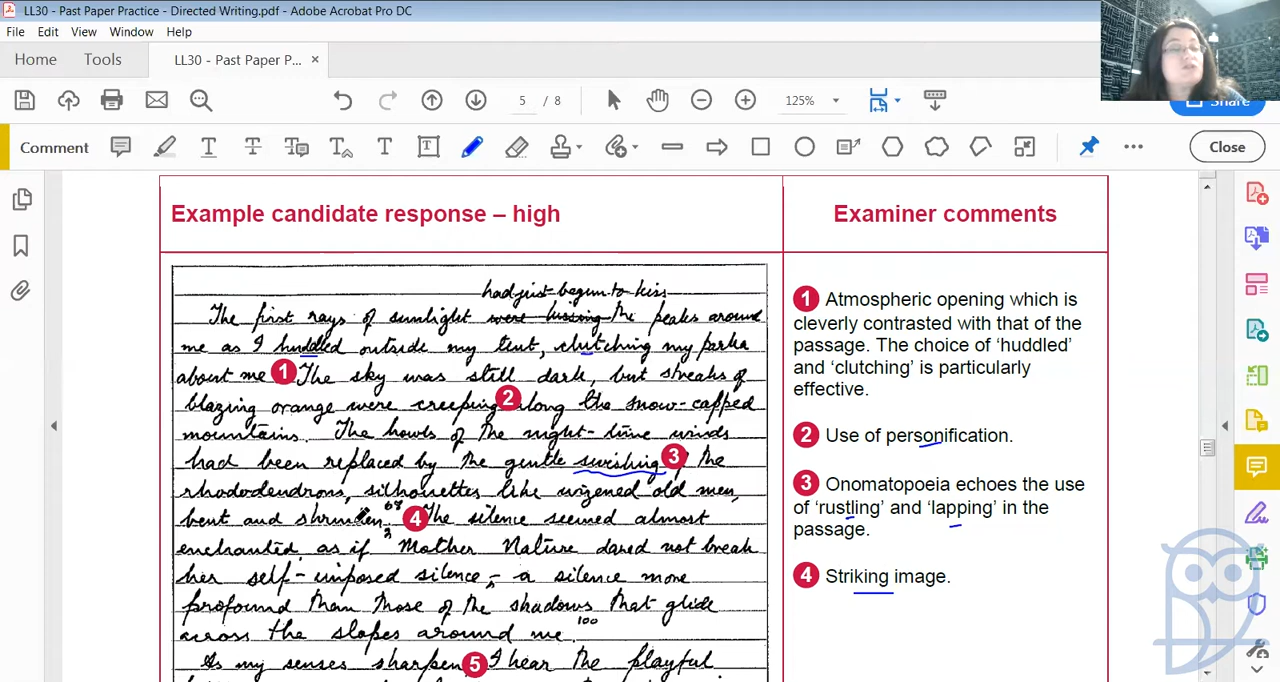 LL30 - Past Paper Practice - Directed Writing.pdf - Adobe Acrobat Pro DC
File Edit View Window Help
Home Tools LL30 - Past Paper P... ×
5 / 8 125%
Share
Comment Close
Example candidate response – high
Examiner comments
had just begun to kiss
The first rays of sunlight were kissing the peaks around
me as I huddled outside my tent, clutching my parka
about me 1 The sky was still dark, but streaks of
blazing orange were creeping 2 along the snow-capped
mountains. The howls of the night-time winds
had been replaced by the gentle swishing 3 of the
rhododendrons, silhouettes like wizened old men,
bent and shrunken. 68 4 The silence seemed almost
enchanted, as if Mother Nature dared not break
her self-imposed silence, - a silence more
profound than those of the shadows that glide
across the slopes around me. 100
As my senses sharpen, 5 I hear the playful
1 Atmospheric opening which is
cleverly contrasted with that of the
passage. The choice of ‘huddled’
and ‘clutching’ is particularly
effective.
2 Use of personification.
3 Onomatopoeia echoes the use
of ‘rustling’ and ‘lapping’ in the
passage.
4 Striking image.